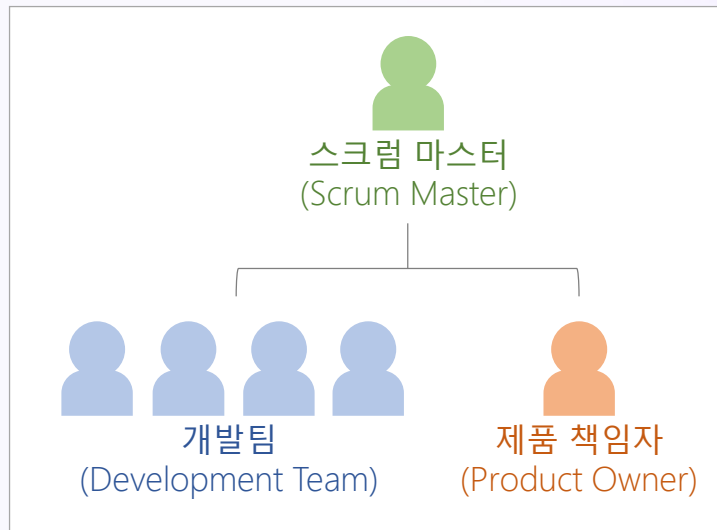 스크럼 마스터
(Scrum Master)
개발팀
(Development Team)
제품 책임자
(Product Owner)